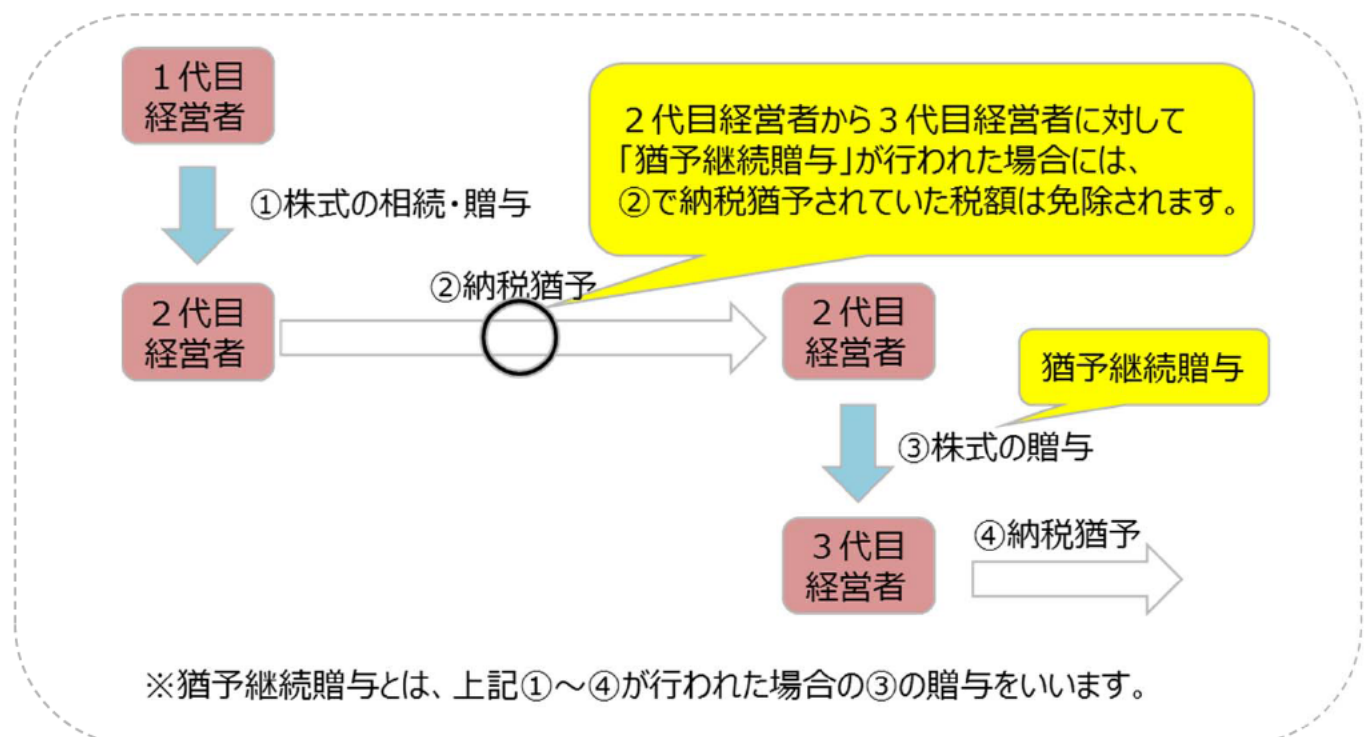 １代目
経営者
２代目経営者から３代目経営者に対して
「猶予継続贈与」が行われた場合には、
②で納税猶予されていた税額は免除されます。
①株式の相続・贈与
②納税猶予
２代目
経営者
２代目
経営者
猶予継続贈与
③株式の贈与
３代目
経営者
④納税猶予
※猶予継続贈与とは、上記①～④が行われた場合の③の贈与をいいます。